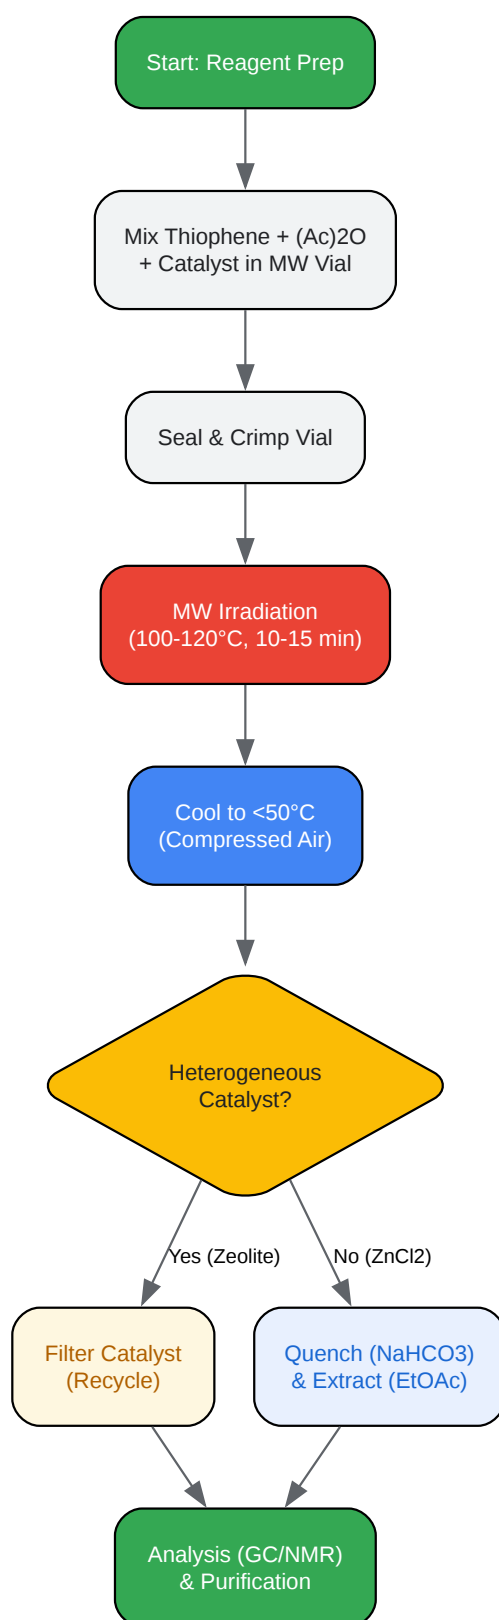 Start: Reagent Prep
Mix Thiophene + (Ac)2O
+ Catalyst in MW Vial
Seal & Crimp Vial
MW Irradiation
(100-120°C, 10-15 min)
Cool to <50°C
(Compressed Air)
Heterogeneous
Catalyst?
Yes (Zeolite)
No (ZnCl2)
Filter Catalyst
(Recycle)
Quench (NaHCO3)
& Extract (EtOAc)
Analysis (GC/NMR)
& Purification